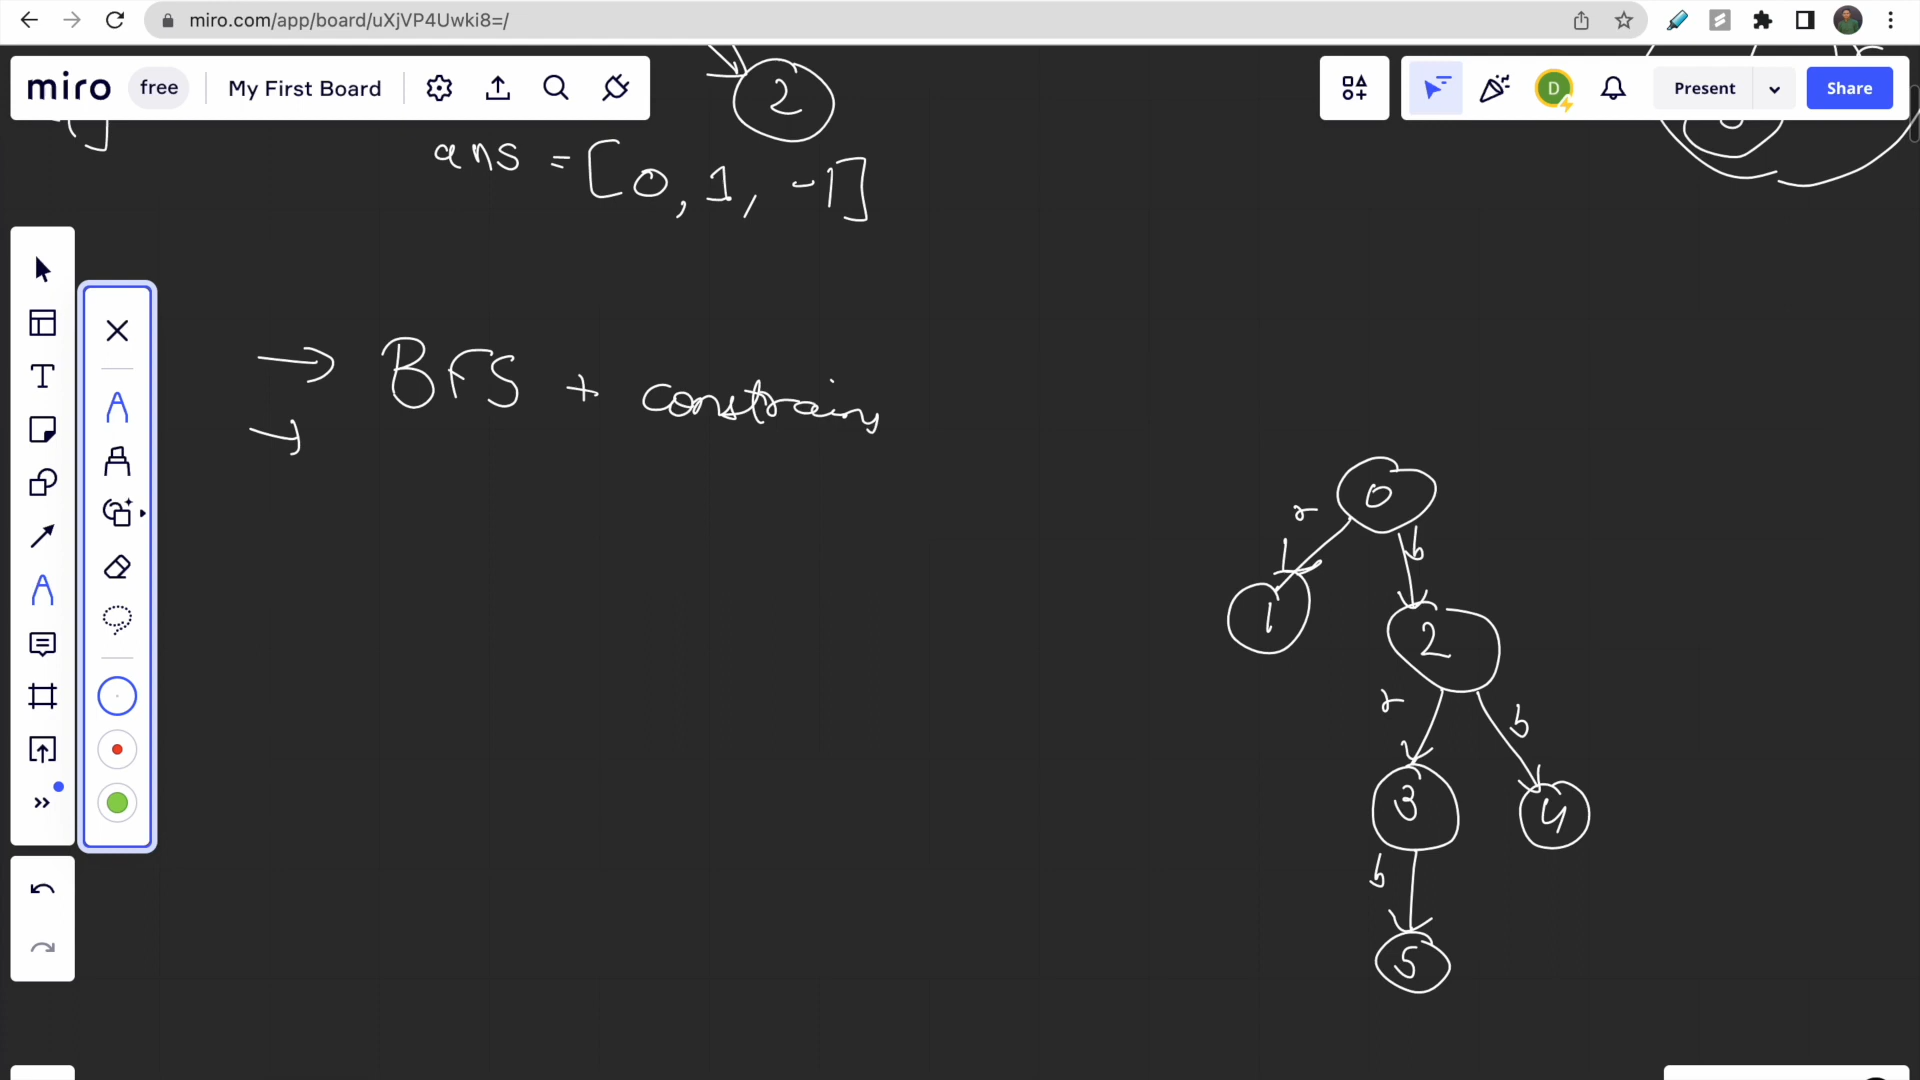 miro.com/app/board/uXjVP4Uwki8=/
miro free My First Board
D Present Share
2
ans = [0, 1, -1]
→ BFS + constrainy
→
T
0
r b
1 2
r b
3 4
b
5